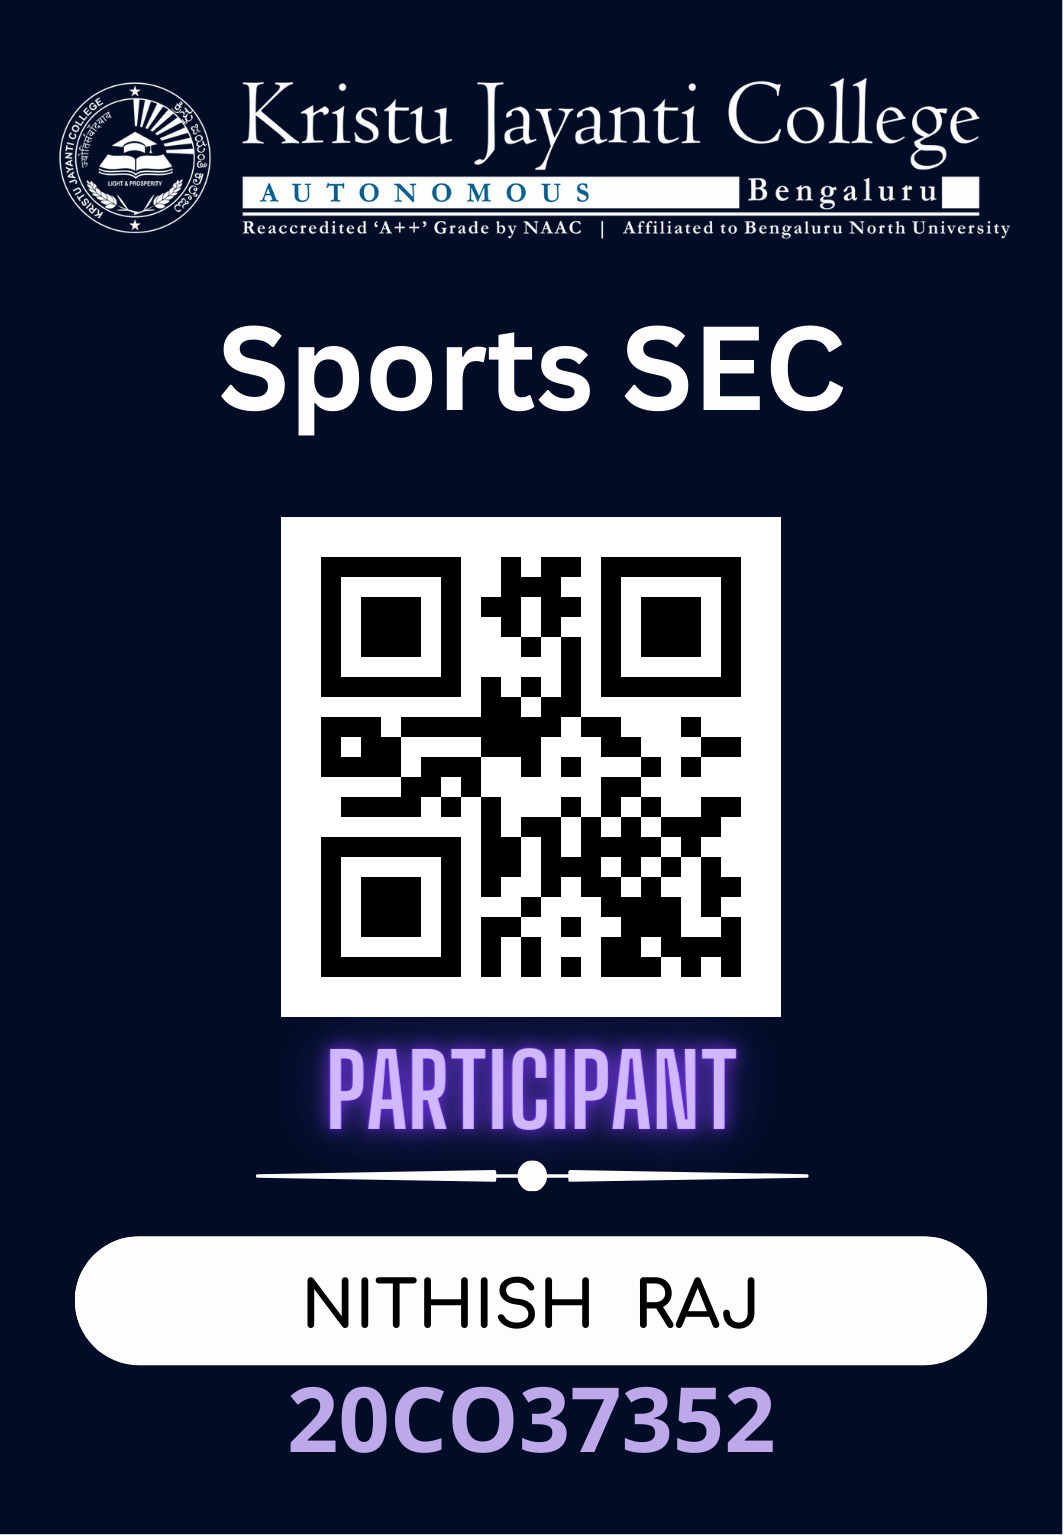 KRISTU JAYANTI COLLEGE
LIGHT & PROSPERITY
Kristu Jayanti College
AUTONOMOUS Bengaluru
Reaccredited ‘A++’ Grade by NAAC | Affiliated to Bengaluru North University
Sports SEC
PARTICIPANT
NITHISH RAJ
20CO37352